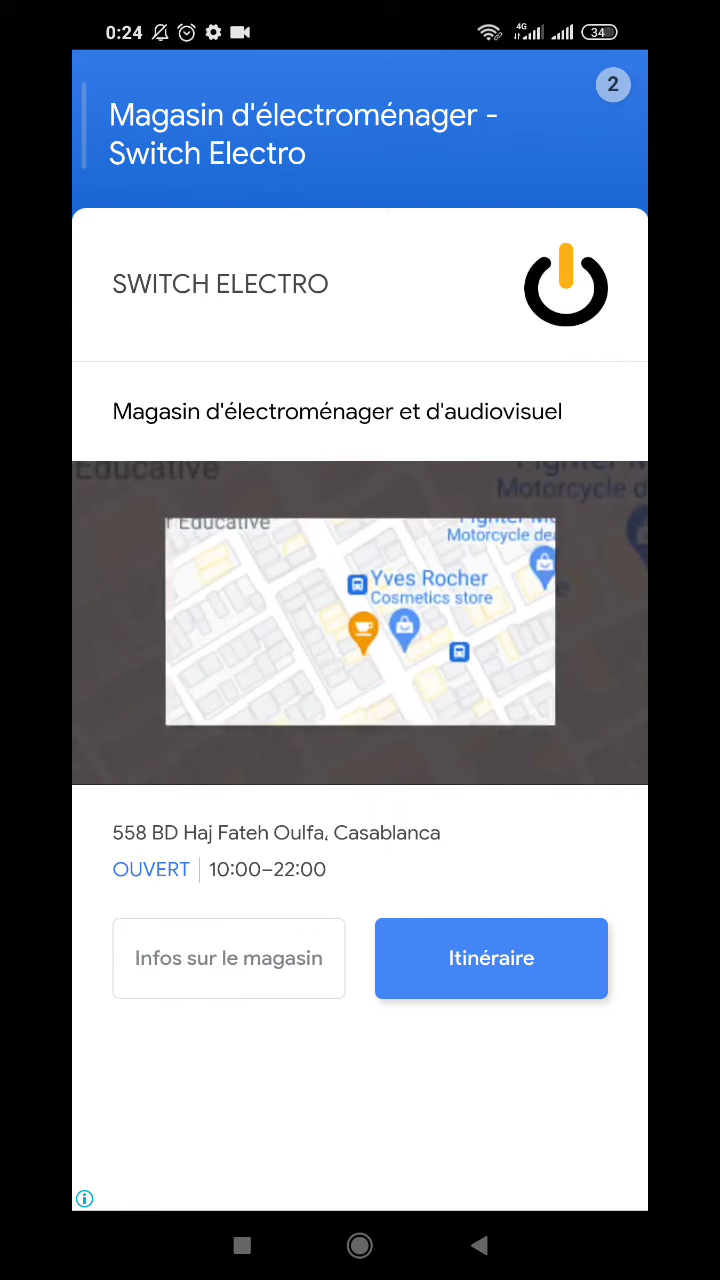 0:24
4G
34
2
Magasin d'électroménager -
Switch Electro
SWITCH ELECTRO
Magasin d'électroménager et d'audiovisuel
Educative
Motorcycle d
r Educative
Motorcycle dea
Yves Rocher
Cosmetics store
558 BD Haj Fateh Oulfa, Casablanca
OUVERT 10:00–22:00
Infos sur le magasin
Itinéraire